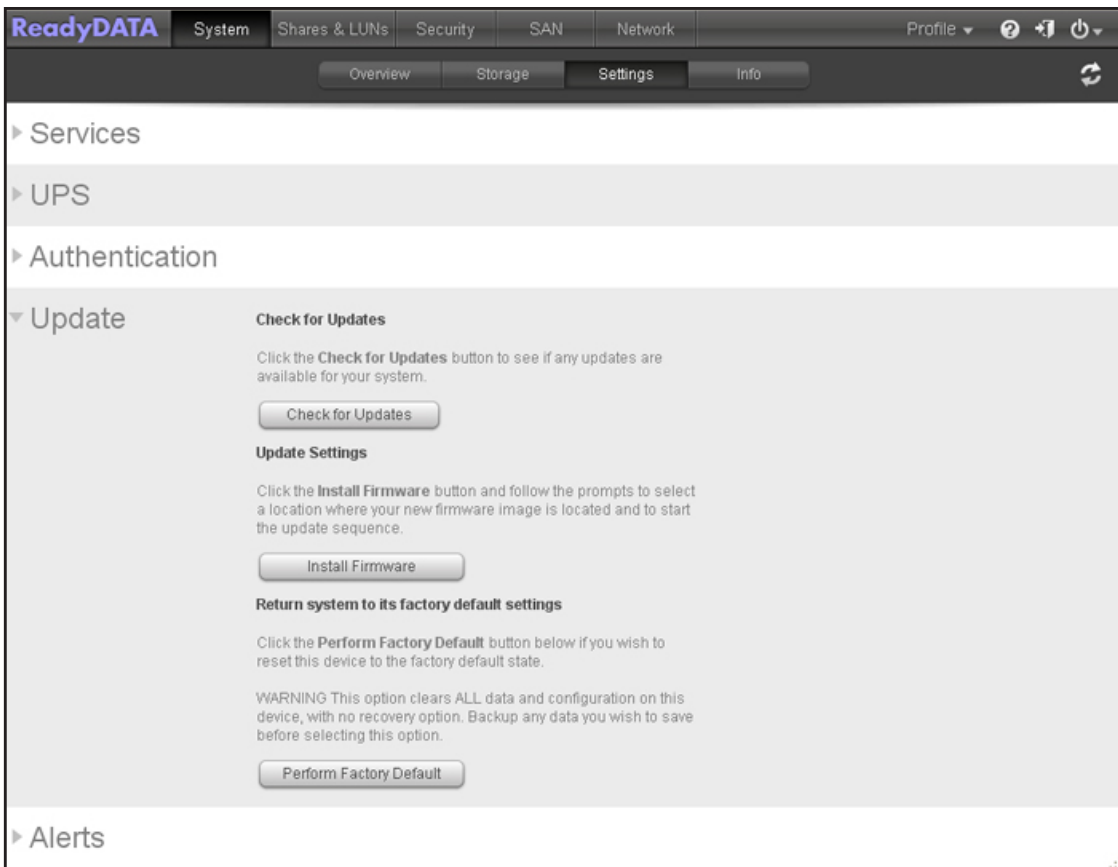 ReadyDATA System Shares & LUNs Security SAN Network Profile
Overview Storage Settings Info
Services
UPS
Authentication
Update
Check for Updates
Click the Check for Updates button to see if any updates are
available for your system.
Check for Updates
Update Settings
Click the Install Firmware button and follow the prompts to select
a location where your new firmware image is located and to start
the update sequence.
Install Firmware
Return system to its factory default settings
Click the Perform Factory Default button below if you wish to
reset this device to the factory default state.
WARNING This option clears ALL data and configuration on this
device, with no recovery option. Backup any data you wish to save
before selecting this option.
Perform Factory Default
Alerts